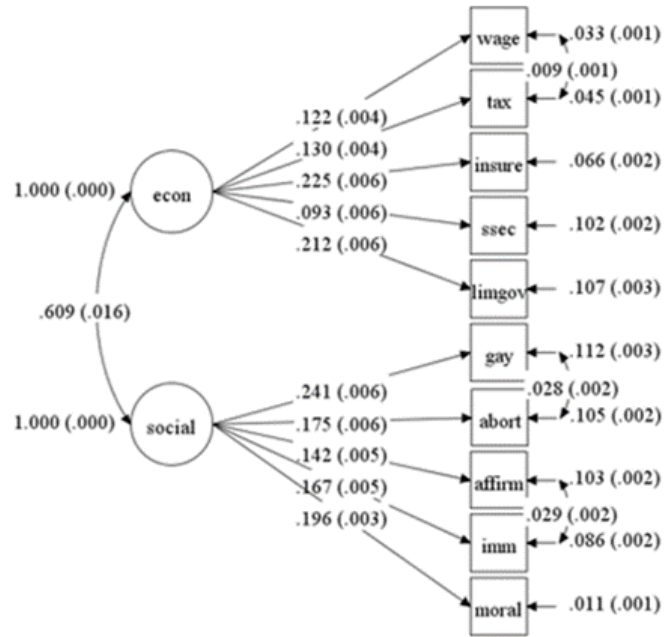 wage
.033 (.001)
.009 (.001)
tax
.045 (.001)
.122 (.004)
.130 (.004)
insure
.066 (.002)
.225 (.006)
1.000 (.000)
econ
.093 (.006)
ssec
.102 (.002)
.212 (.006)
limgov
.107 (.003)
.609 (.016)
gay
.112 (.003)
.028 (.002)
.241 (.006)
abort
.105 (.002)
1.000 (.000)
social
.175 (.006)
.142 (.005)
affirm
.103 (.002)
.167 (.005)
.029 (.002)
.196 (.003)
imm
.086 (.002)
moral
.011 (.001)